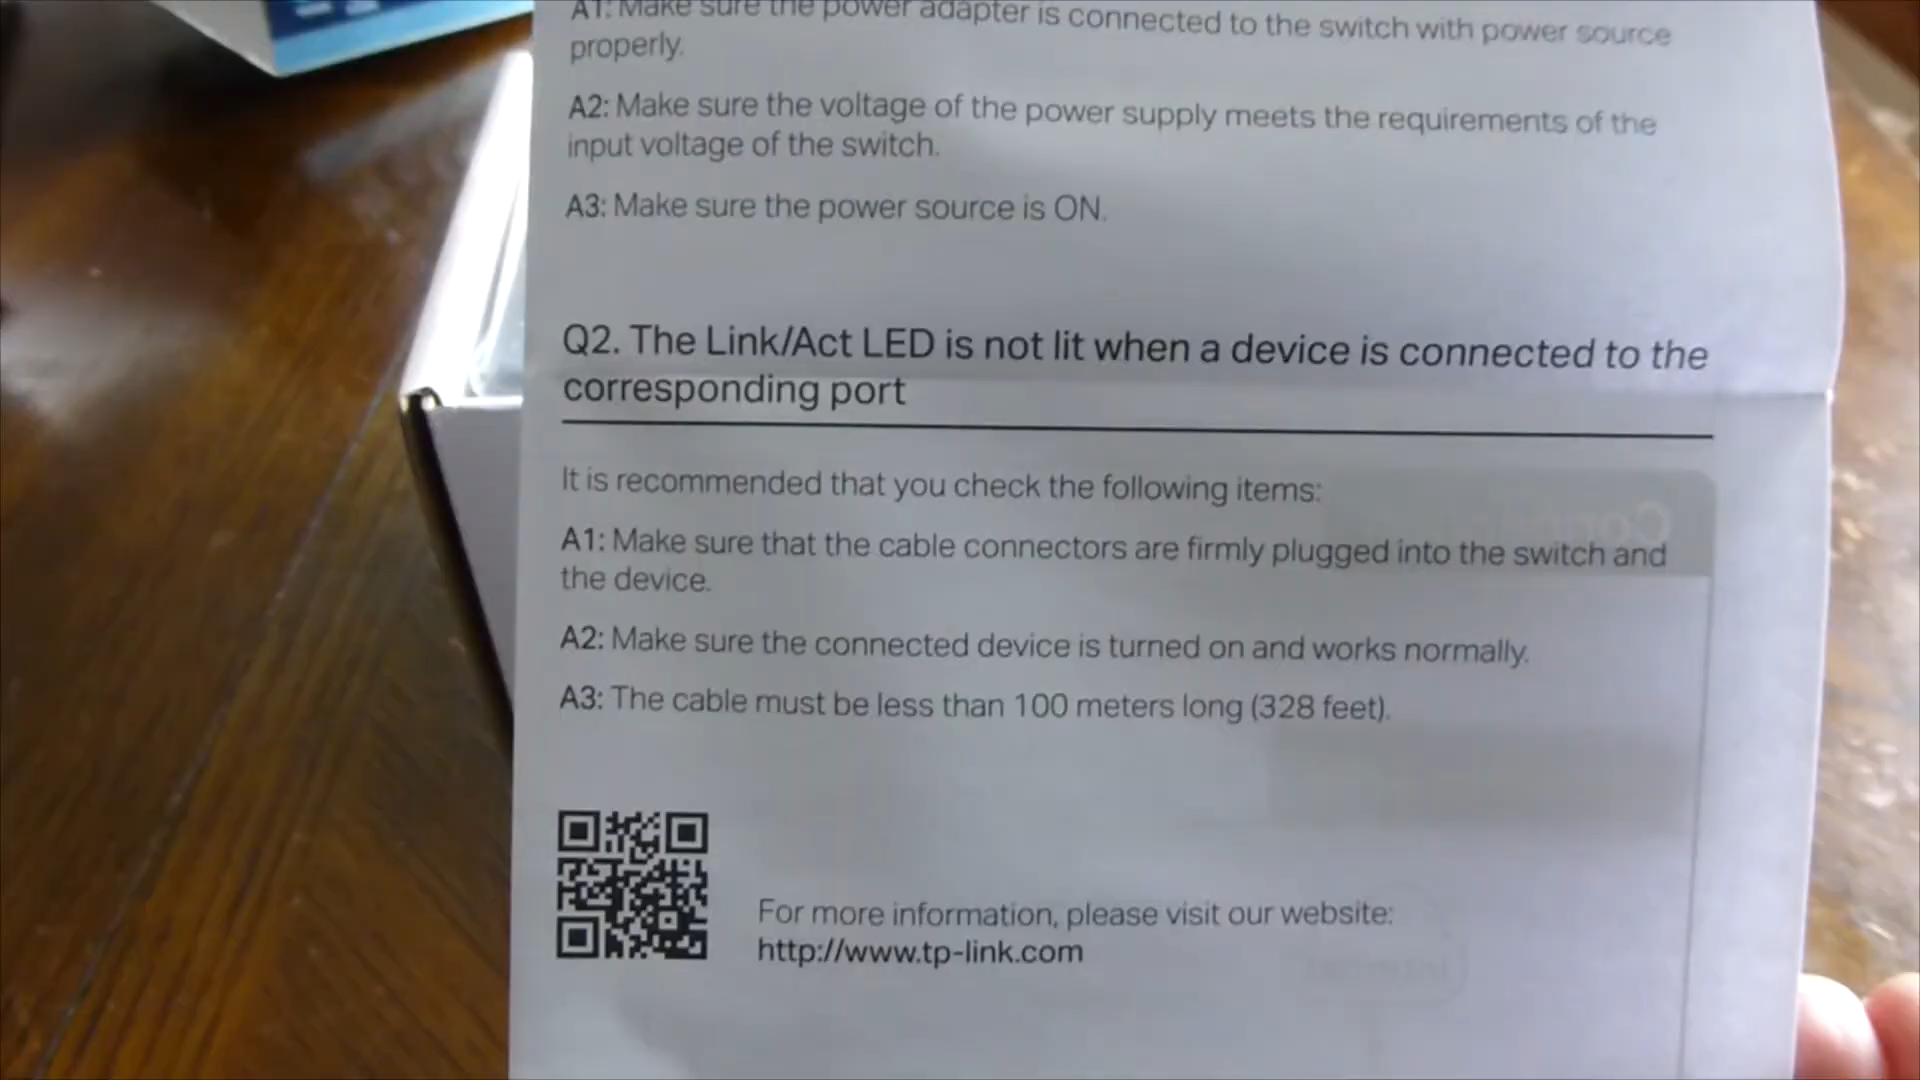 A1: Make sure the power adapter is connected to the switch with power source
properly.
A2: Make sure the voltage of the power supply meets the requirements of the
input voltage of the switch.
A3: Make sure the power source is ON.
Q2. The Link/Act LED is not lit when a device is connected to the
corresponding port
It is recommended that you check the following items:
A1: Make sure that the cable connectors are firmly plugged into the switch and
the device.
A2: Make sure the connected device is turned on and works normally.
A3: The cable must be less than 100 meters long (328 feet).
For more information, please visit our website:
http://www.tp-link.com